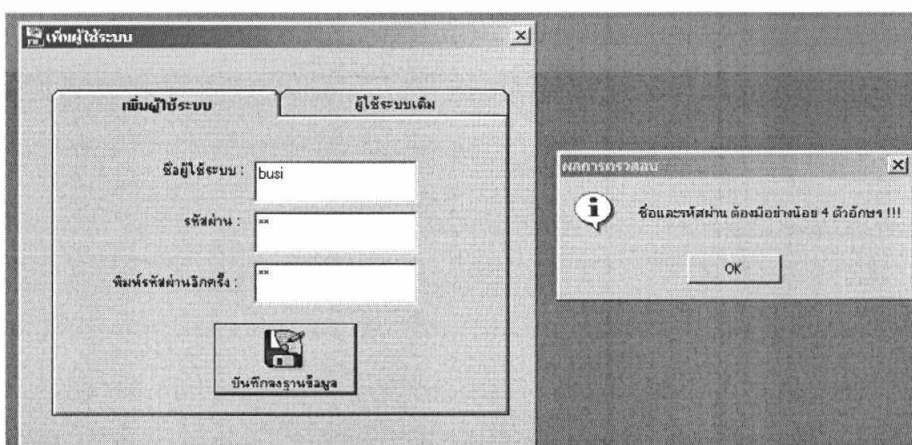 เพิ่มผู้ใช้ระบบ
เพิ่มผู้ใช้ระบบ
ผู้ใช้ระบบเดิม
ชื่อผู้ใช้ระบบ :
busi
รหัสผ่าน :
**
พิมพ์รหัสผ่านอีกครั้ง :
**
บันทึกลงฐานข้อมูล
ผลการตรวสอบ
ชื่อและรหัสผ่าน ต้องมีอย่างน้อย 4 ตัวอักษร !!!
OK